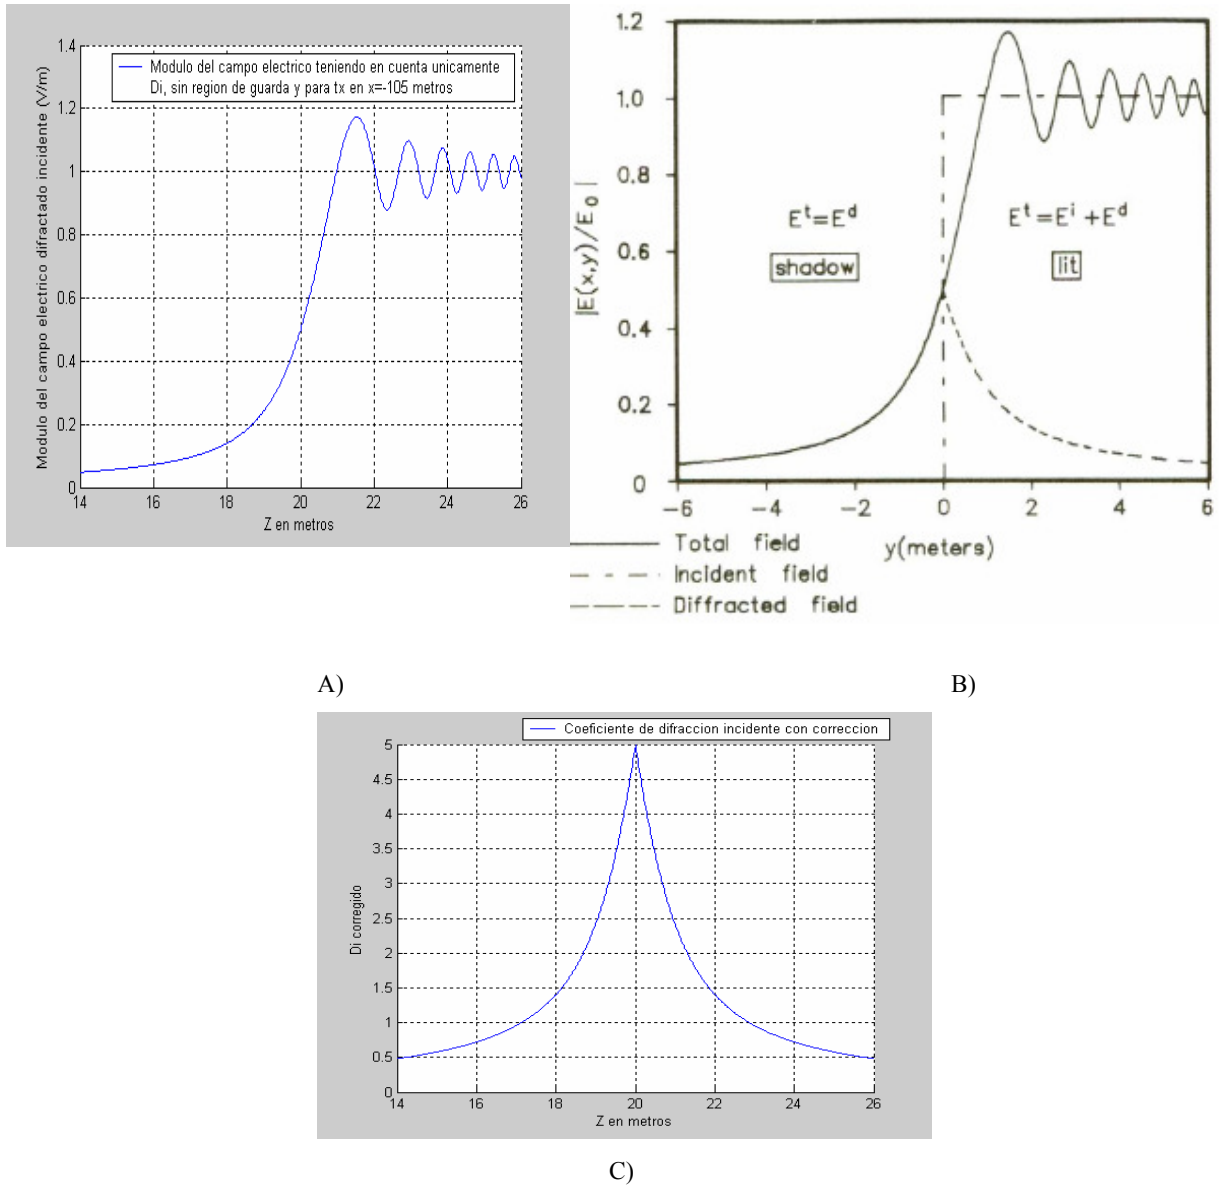 1.4
1.2
1
0.8
0.6
0.4
0.2
0
14 16 18 20 22 24 26
Modulo del campo electrico difractado incidente (V/m)
Modulo del campo electrico teniendo en cuenta unicamente
Di, sin region de guarda y para tx en x=-105 metros
Z en metros
1.2
1.0
0.8
0.6
0.4
0.2
0
-6 -4 -2 0 2 4 6
|E(x,y)/E0|
E^t=E^d
shadow
E^t=E^i+E^d
lit
y(meters)
Total field
Incident field
Diffracted field
A)
B)
Coeficiente de difraccion incidente con correccion
5
4.5
4
3.5
3
2.5
2
1.5
1
0.5
0
14 16 18 20 22 24 26
Di corregido
Z en metros
C)